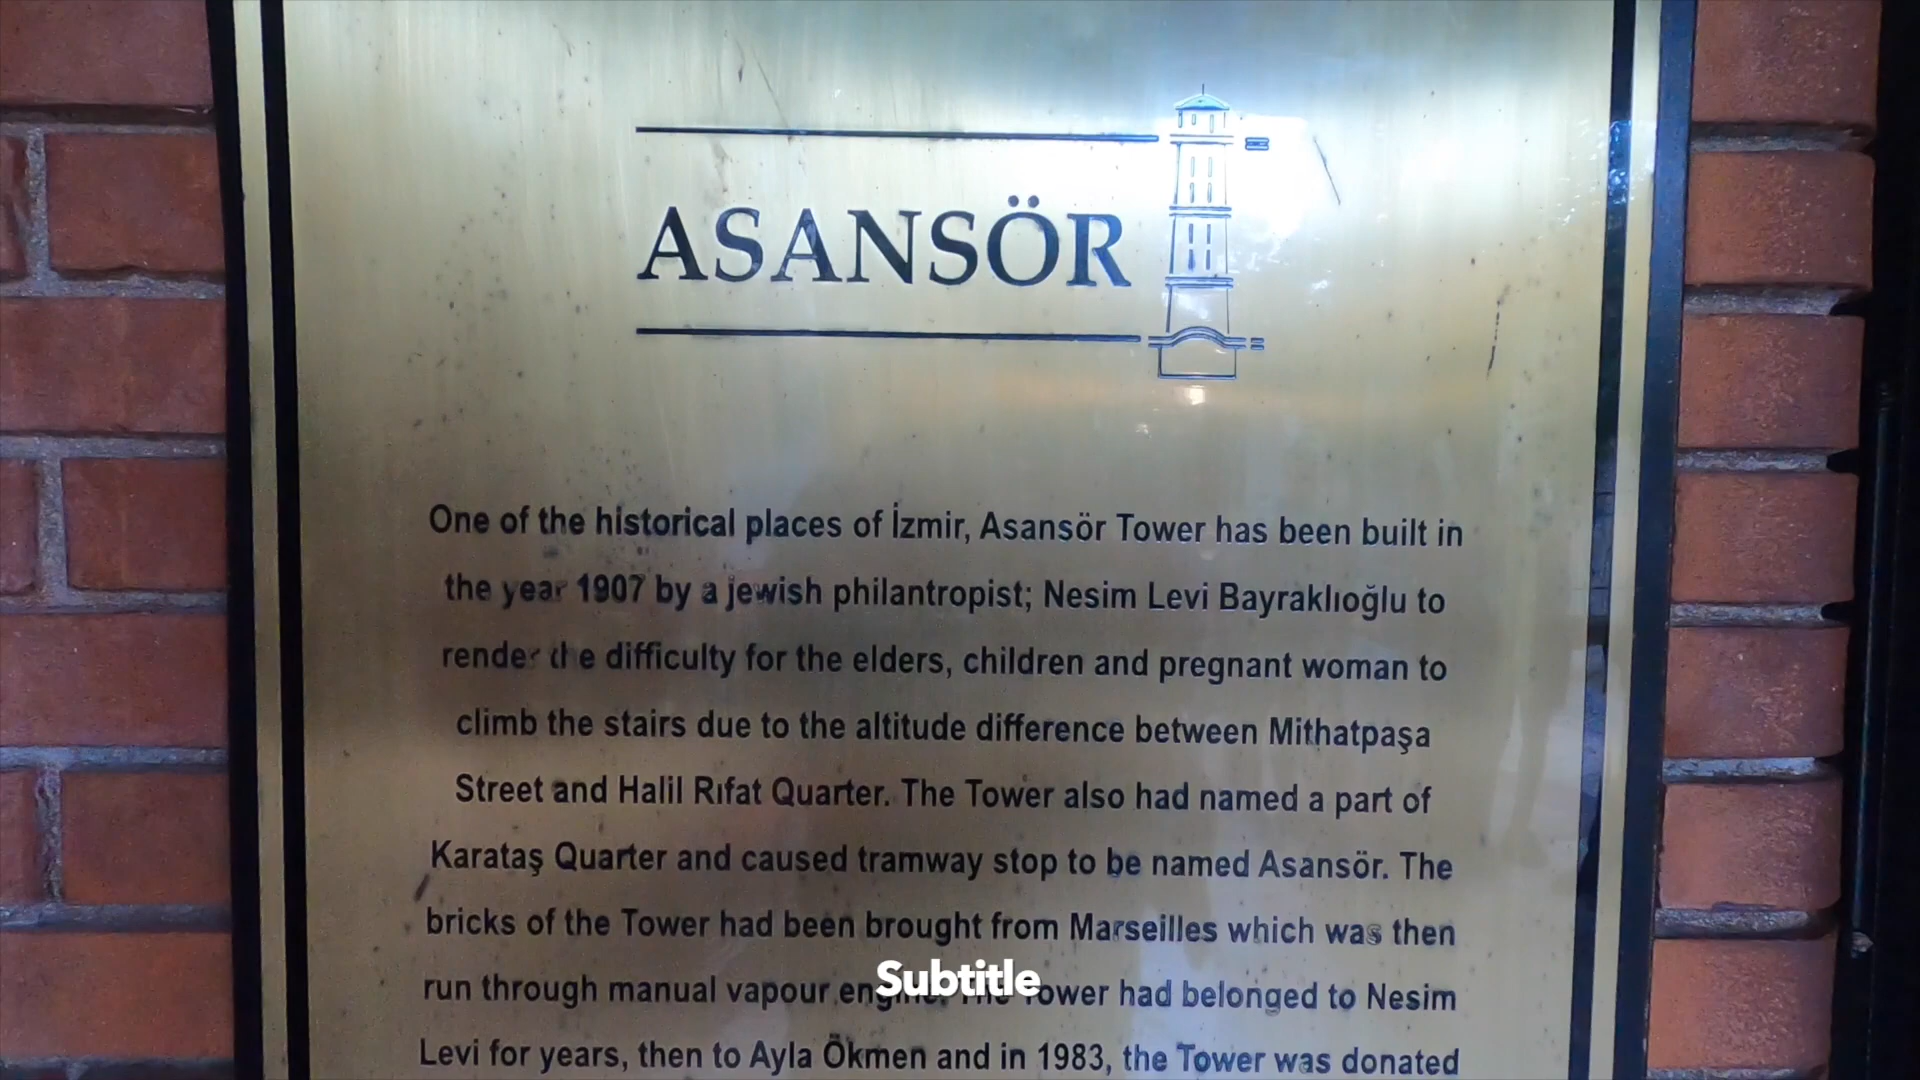 ASANSÖR
One of the historical places of İzmir, Asansör Tower has been built in
the year 1907 by a jewish philantropist; Nesim Levi Bayraklıoğlu to
render the difficulty for the elders, children and pregnant woman to
climb the stairs due to the altitude difference between Mithatpaşa
Street and Halil Rıfat Quarter. The Tower also had named a part of
Karataş Quarter and caused tramway stop to be named Asansör. The
bricks of the Tower had been brought from Marseilles which was then
run through manual vapour engine. The Tower had belonged to Nesim
Subtitle
Levi for years, then to Ayla Ökmen and in 1983, the Tower was donated